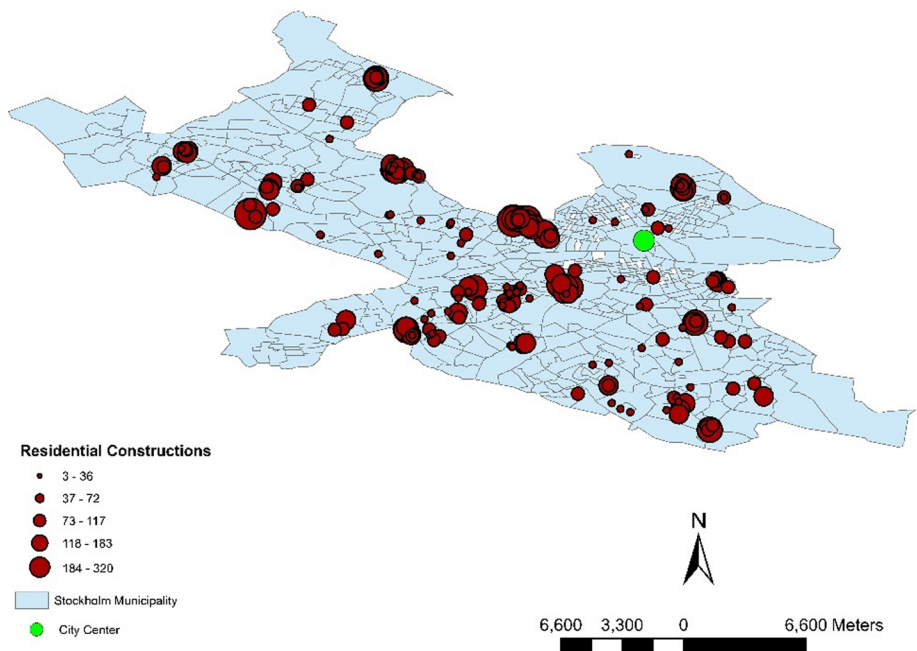 Residential Constructions
3 - 36
37 - 72
73 - 117
118 - 183
184 - 320
Stockholm Municipality
City Center
N
6,600 3,300 0 6,600 Meters